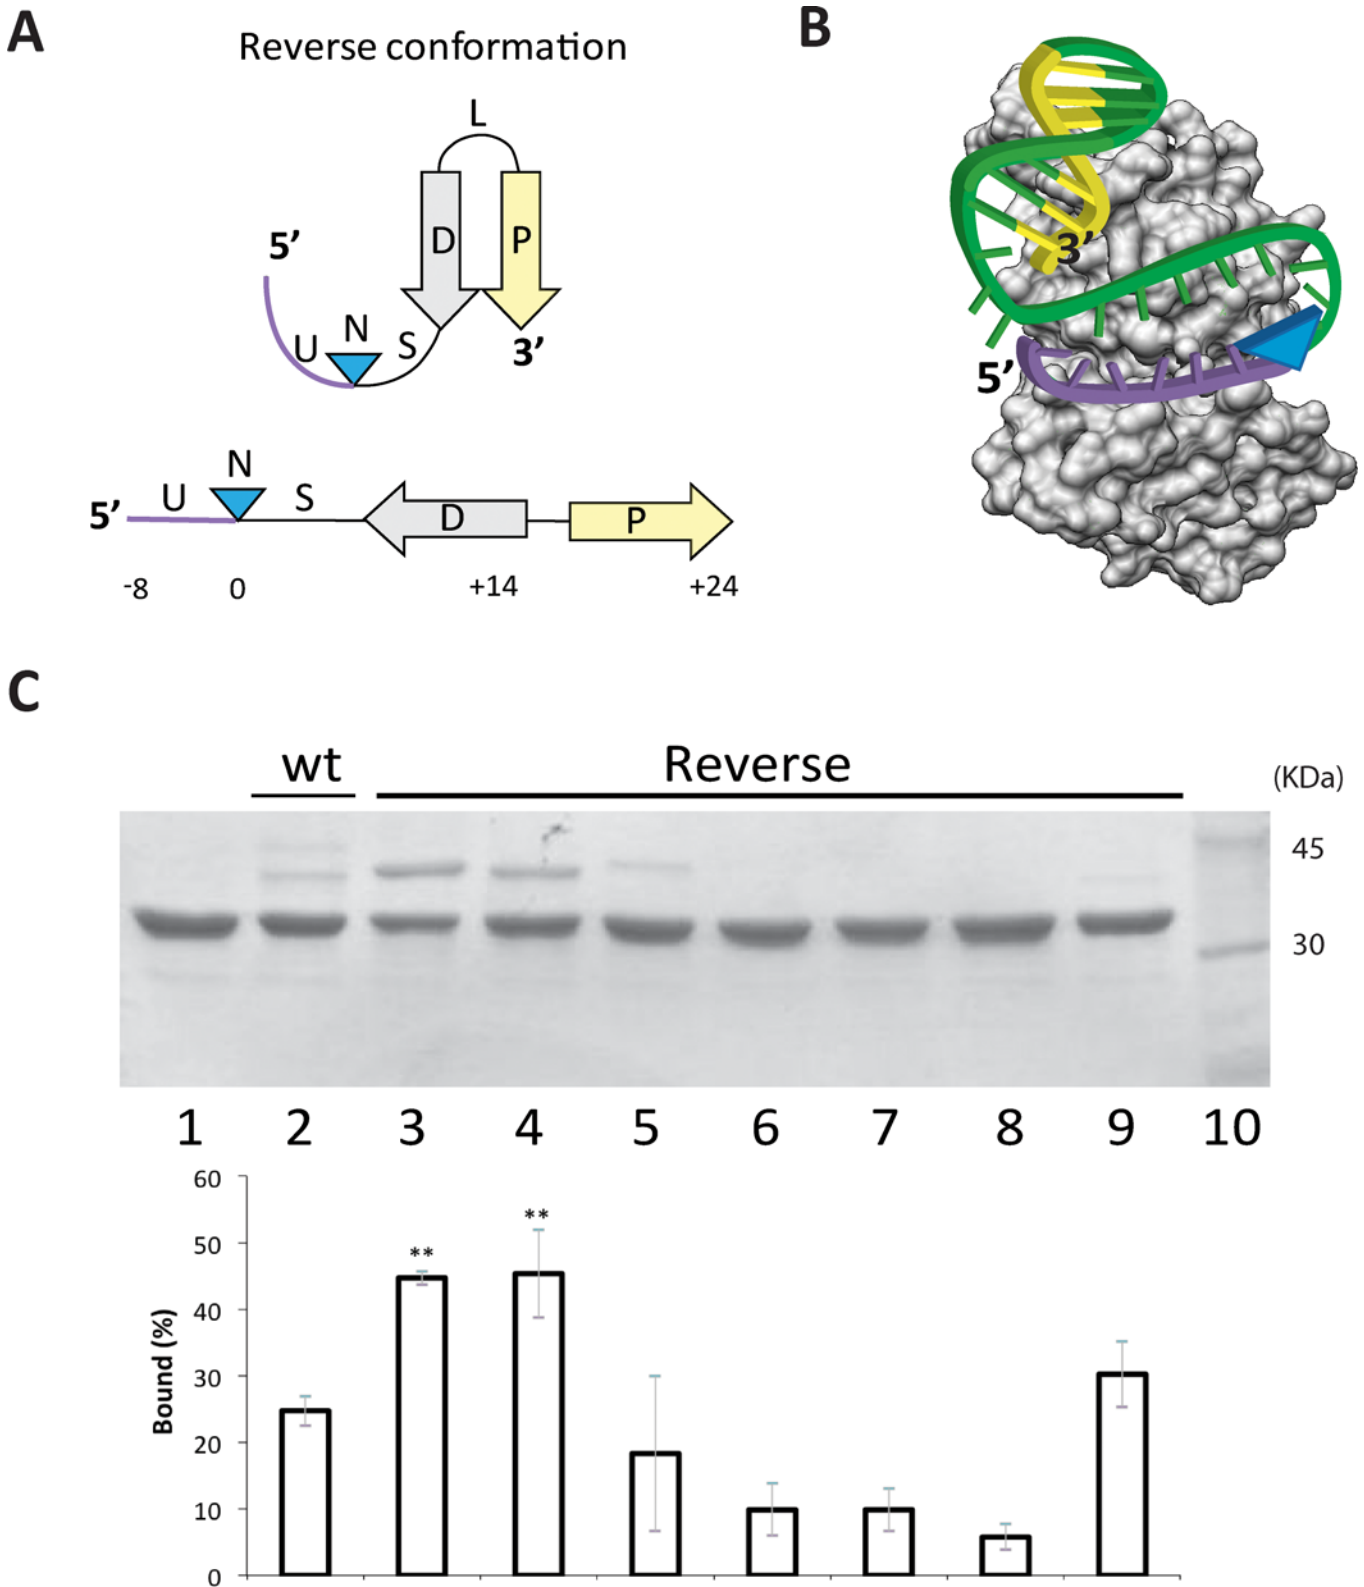 A
Reverse conformation
L
5’
D
P
U
N
S
3’
N
5’
U
S
D
P
-8
0
+14
+24
B
3’
5’
C
wt
Reverse
(KDa)
45
30
1 2 3 4 5 6 7 8 9 10
60
50
40
30
20
10
0
Bound (%)
**
**